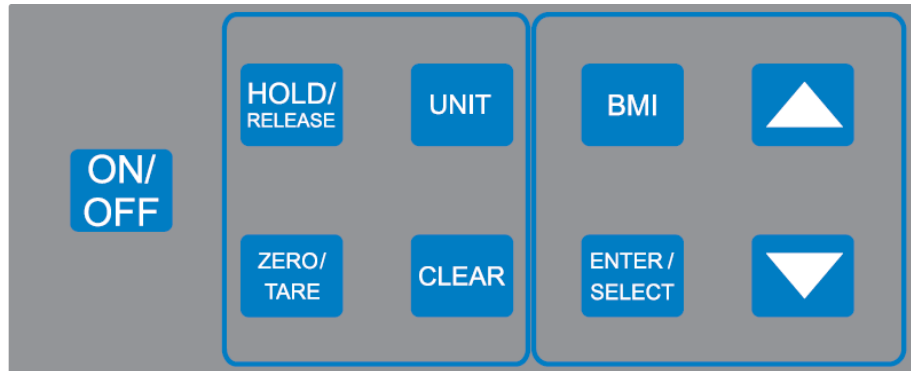 ON/
OFF
HOLD/
RELEASE
UNIT
ZERO/
TARE
CLEAR
BMI
ENTER/
SELECT